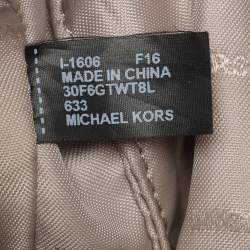 I-1606 F16
MADE IN CHINA
30F6GTWT8L
633
MICHAEL KORS